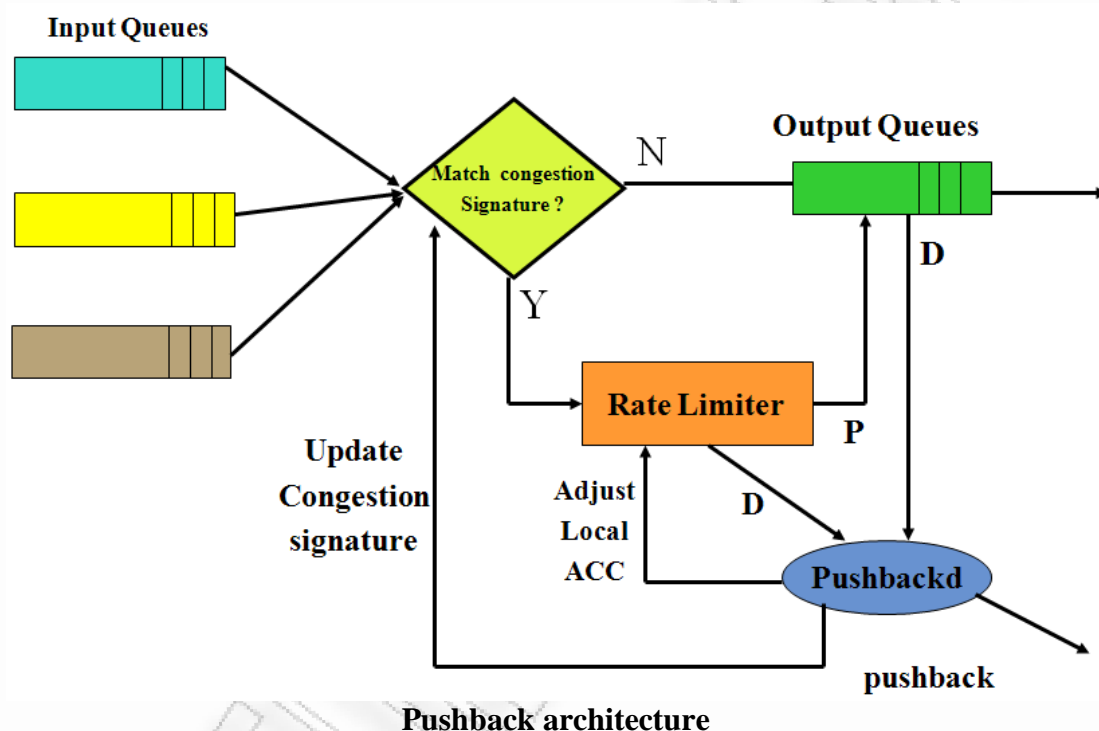 Input Queues
Match congestion
Signature ?
N
Output Queues
Y
D
Rate Limiter
P
Update
Congestion
signature
Adjust
Local
ACC
D
Pushbackd
pushback
Pushback architecture